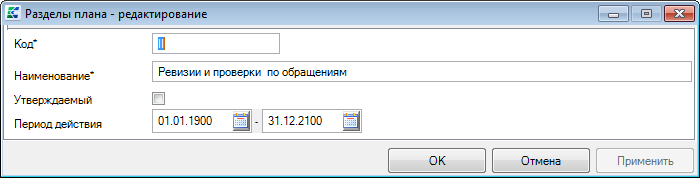 Разделы плана - редактирование
Код*
II
Наименование*
Ревизии и проверки по обращениям
Утверждаемый
Период действия
01.01.1900 - 31.12.2100
OK
Отмена
Применить